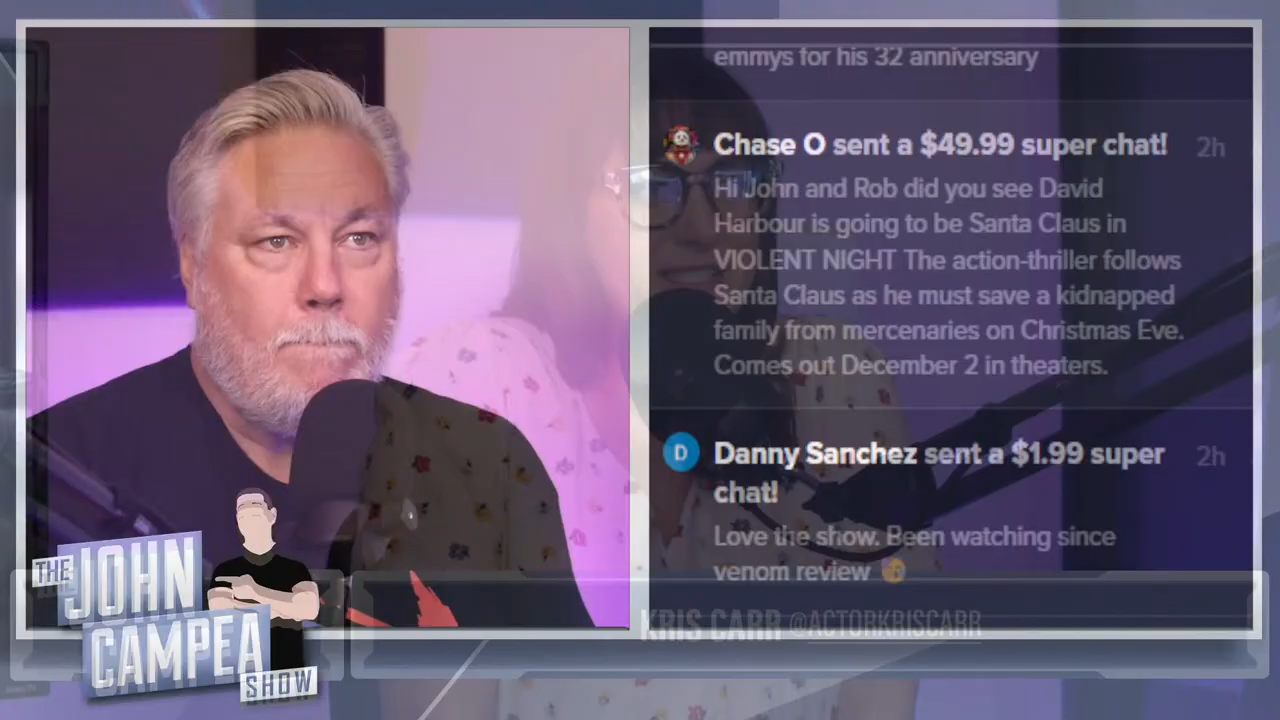 emmys for his 32 anniversary
Chase O sent a $49.99 super chat!
2h
Hi John and Rob did you see David
Harbour is going to be Santa Claus in
VIOLENT NIGHT The action-thriller follows
Santa Claus as he must save a kidnapped
family from mercenaries on Christmas Eve.
Comes out December 2 in theaters.
D
Danny Sanchez sent a $1.99 super
chat!
2h
Love the show. Been watching since
venom review
THE
JOHN
CAMPEA
SHOW
KRIS CARR @ACTORKRISCARR